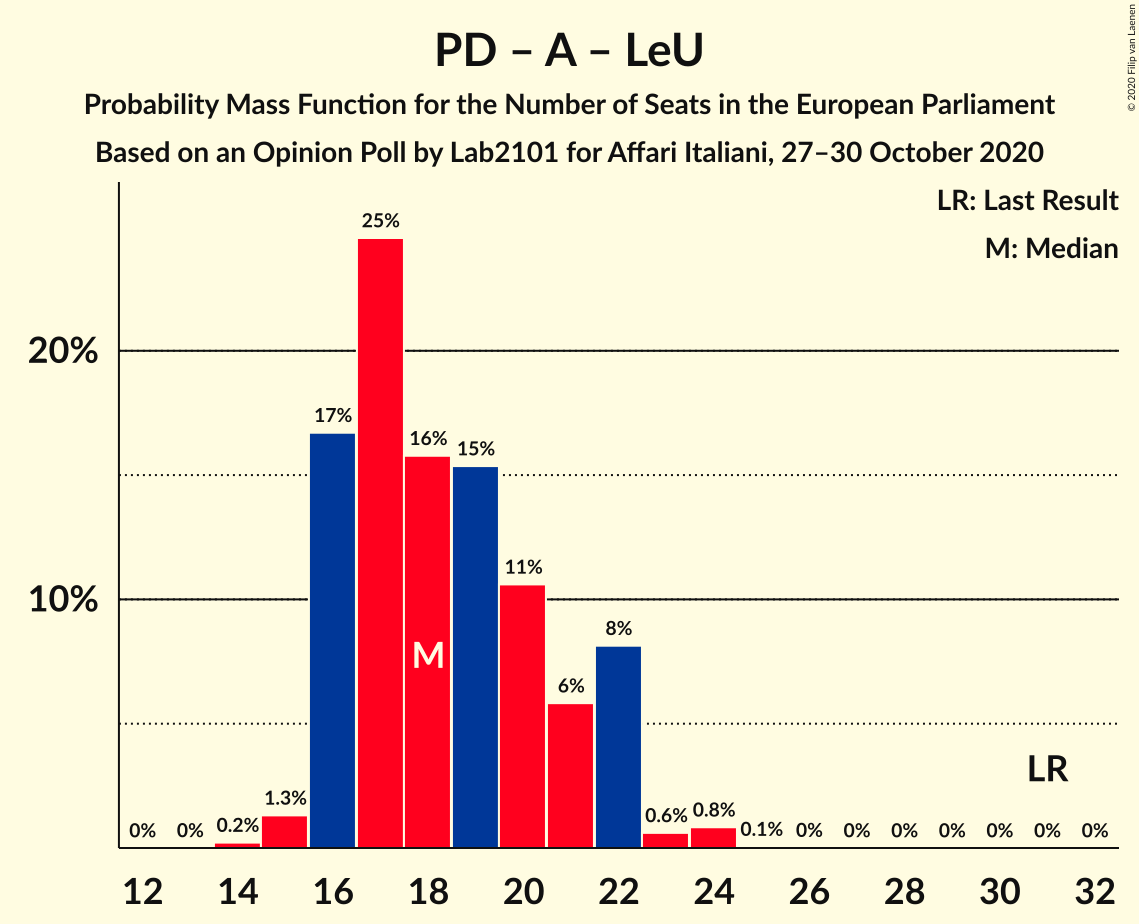 PD – A – LeU
Probability Mass Function for the Number of Seats in the European Parliament
Based on an Opinion Poll by Lab2101 for Affari Italiani, 27–30 October 2020
© 2020 Filip van Laenen
LR: Last Result
M: Median
20%
10%
0% 0% 0.2% 1.3% 17% 25% 16% 15% 11% 6% 8% 0.6% 0.8% 0.1% 0% 0% 0% 0% 0% 0% 0%
M
LR
12 14 16 18 20 22 24 26 28 30 32